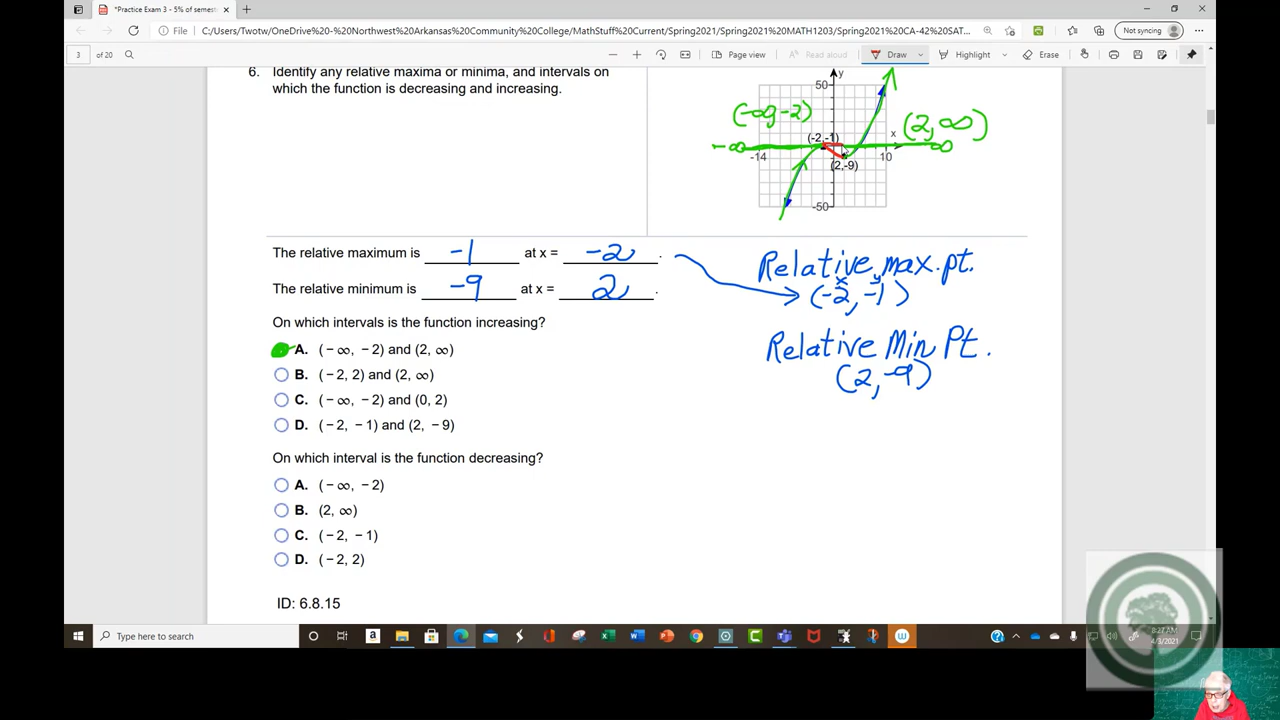 *Practice Exam 3 - 5% of semest
File
C:/Users/Twotw/OneDrive%20-%20Northwest%20Arkansas%20Community%20College/MathStuff%20Current/Spring2021/Spring2021%20MATH1203/Spring2021%20CA-42%20SAT...
Not syncing
3 of 20
Page view
Read aloud
Draw
Highlight
Erase
6. Identify any relative maxima or minima, and intervals on
which the function is decreasing and increasing.
50
y
(-∞,-2)
(2,∞)
(-2,-1)
x
-∞
∞
-14
10
(2,-9)
-50
The relative maximum is -1 at x = -2.
The relative minimum is -9 at x = 2.
Relative max. pt.
x y
(-2, -1)
Relative Min Pt.
(2, -9)
On which intervals is the function increasing?
A. (-∞, -2) and (2, ∞)
B. (-2, 2) and (2, ∞)
C. (-∞, -2) and (0, 2)
D. (-2, -1) and (2, -9)
On which interval is the function decreasing?
A. (-∞, -2)
B. (2, ∞)
C. (-2, -1)
D. (-2, 2)
ID: 6.8.15
Type here to search
8:27 AM
4/3/2021